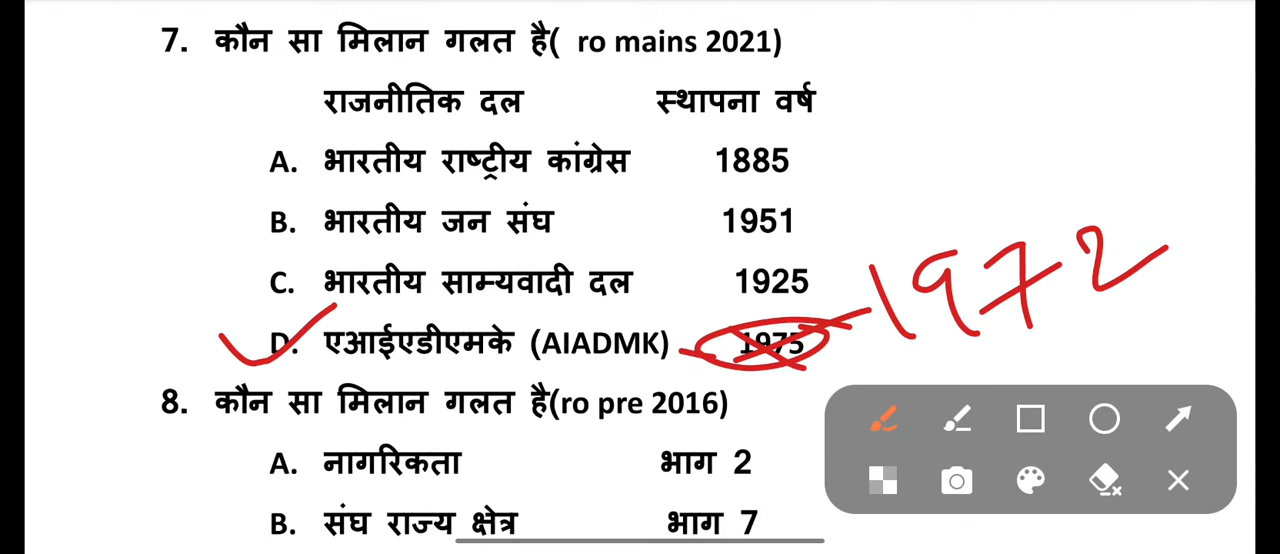 7. कौन सा मिलान गलत है( ro mains 2021)
राजनीतिक दल स्थापना वर्ष
A. भारतीय राष्ट्रीय कांग्रेस 1885
B. भारतीय जन संघ 1951
C. भारतीय साम्यवादी दल 1925
D. एआईएडीएमके (AIADMK) 1975 1972
8. कौन सा मिलान गलत है(ro pre 2016)
A. नागरिकता भाग 2
B. संघ राज्य क्षेत्र भाग 7